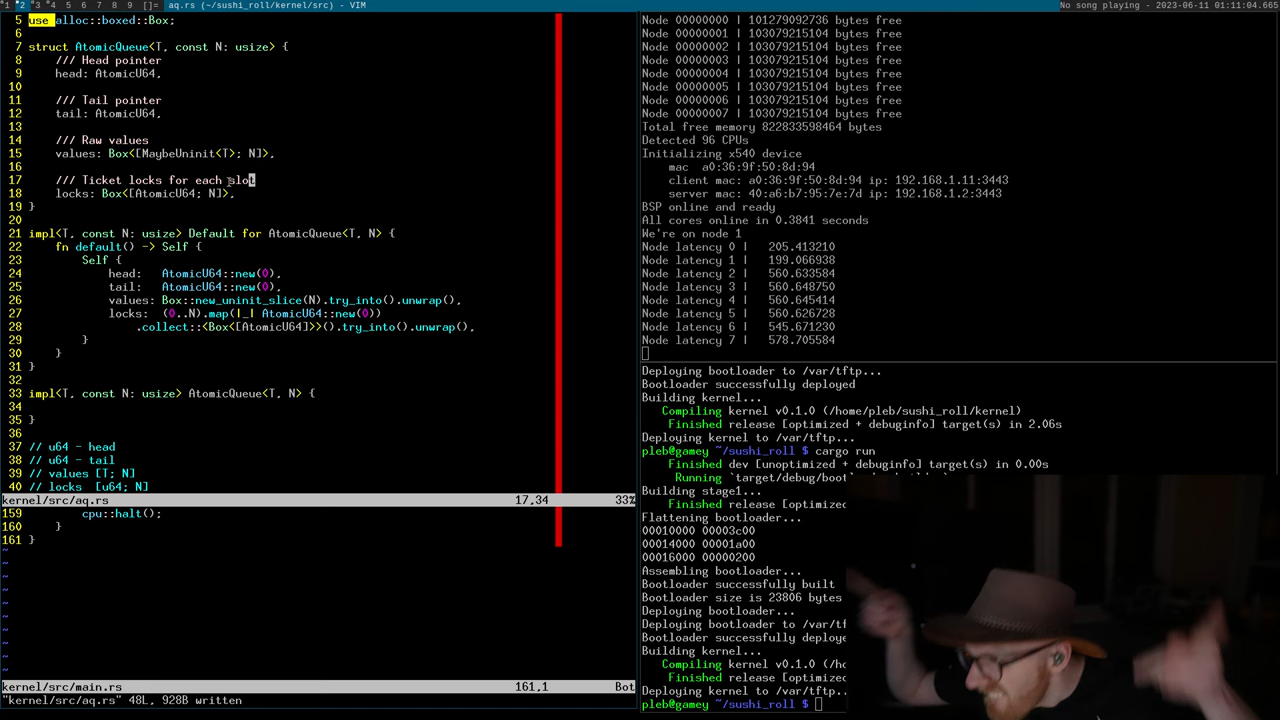 1 2 3 4 5 6 7 8 9 []= aq.rs (~/sushi_roll/kernel/src) - VIM
No song playing - 2023-06-11 01:11:04.665
5 use alloc::boxed::Box;
6
7 struct AtomicQueue<T, const N: usize> {
8 /// Head pointer
9 head: AtomicU64,
10
11 /// Tail pointer
12 tail: AtomicU64,
13
14 /// Raw values
15 values: Box<[MaybeUninit<T>; N]>,
16
17 /// Ticket locks for each slot
18 locks: Box<[AtomicU64; N]>,
19 }
20
21 impl<T, const N: usize> Default for AtomicQueue<T, N> {
22 fn default() -> Self {
23 Self {
24 head: AtomicU64::new(0),
25 tail: AtomicU64::new(0),
26 values: Box::new_uninit_slice(N).try_into().unwrap(),
27 locks: (0..N).map(|_| AtomicU64::new(0))
28 .collect::<Box<[AtomicU64]>>().try_into().unwrap(),
29 }
30 }
31 }
32
33 impl<T, const N: usize> AtomicQueue<T, N> {
34
35 }
36
37 // u64 - head
38 // u64 - tail
39 // values [T; N]
40 // locks [u64; N]
kernel/src/aq.rs 17,34 33%
159 cpu::halt();
160 }
161 }
~
~
~
~
~
~
~
~
~
~
kernel/src/main.rs 161,1 Bot
"kernel/src/aq.rs" 48L, 928B written
Node 00000000 | 101279092736 bytes free
Node 00000001 | 103079215104 bytes free
Node 00000002 | 103079215104 bytes free
Node 00000003 | 103079215104 bytes free
Node 00000004 | 103079215104 bytes free
Node 00000005 | 103079215104 bytes free
Node 00000006 | 103079215104 bytes free
Node 00000007 | 103079215104 bytes free
Total free memory 822833598464 bytes
Detected 96 CPUs
Initializing x540 device
mac a0:36:9f:50:8d:94
client mac: a0:36:9f:50:8d:94 ip: 192.168.1.11:3443
server mac: 40:a6:b7:95:7e:7d ip: 192.168.1.2:3443
BSP online and ready
All cores online in 0.3841 seconds
We're on node 1
Node latency 0 | 205.413210
Node latency 1 | 199.066938
Node latency 2 | 560.633584
Node latency 3 | 560.648750
Node latency 4 | 560.645414
Node latency 5 | 560.626728
Node latency 6 | 545.671230
Node latency 7 | 578.705584
Deploying bootloader to /var/tftp...
Bootloader successfully deployed
Building kernel...
Compiling kernel v0.1.0 (/home/pleb/sushi_roll/kernel)
Finished release [optimized + debuginfo] target(s) in 2.06s
Deploying kernel to /var/tftp...
pleb@gamey ~/sushi_roll $ cargo run
Finished dev [unoptimized + debuginfo] target(s) in 0.00s
Running `target/debug/boo
Building stage1...
Finished release [optimized
Flattening bootloader...
00010000 00003c00
00014000 00001a00
00016000 00000200
Assembling bootloader...
Bootloader successfully built
Bootloader size is 23806 bytes
Deploying bootloader...
Deploying bootloader to /var/tf
Bootloader successfully deploye
Building kernel...
Compiling kernel v0.1.0 (/ho
Finished release [optimized
Deploying kernel to /var/tftp...
pleb@gamey ~/sushi_roll $